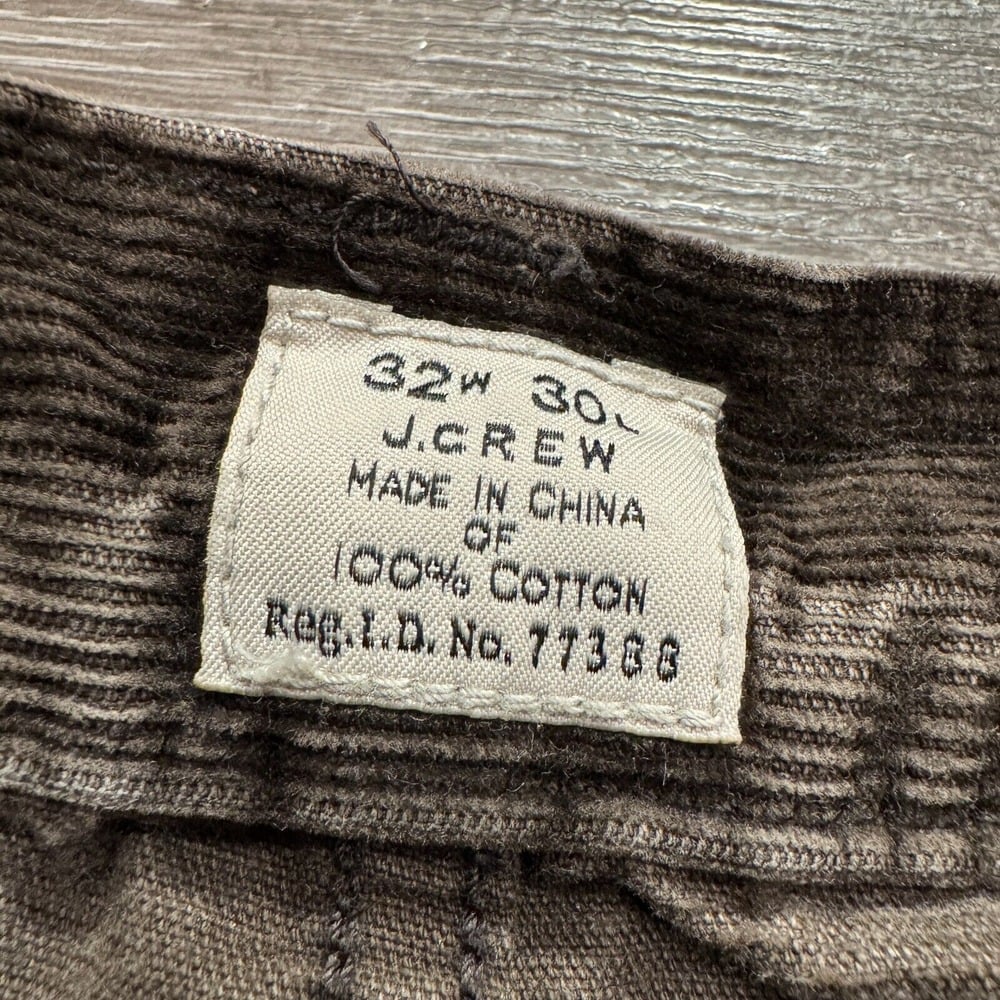 32W 30L
J.CREW
MADE IN CHINA
OF
100% COTTON
Reg.I.D. No. 77388